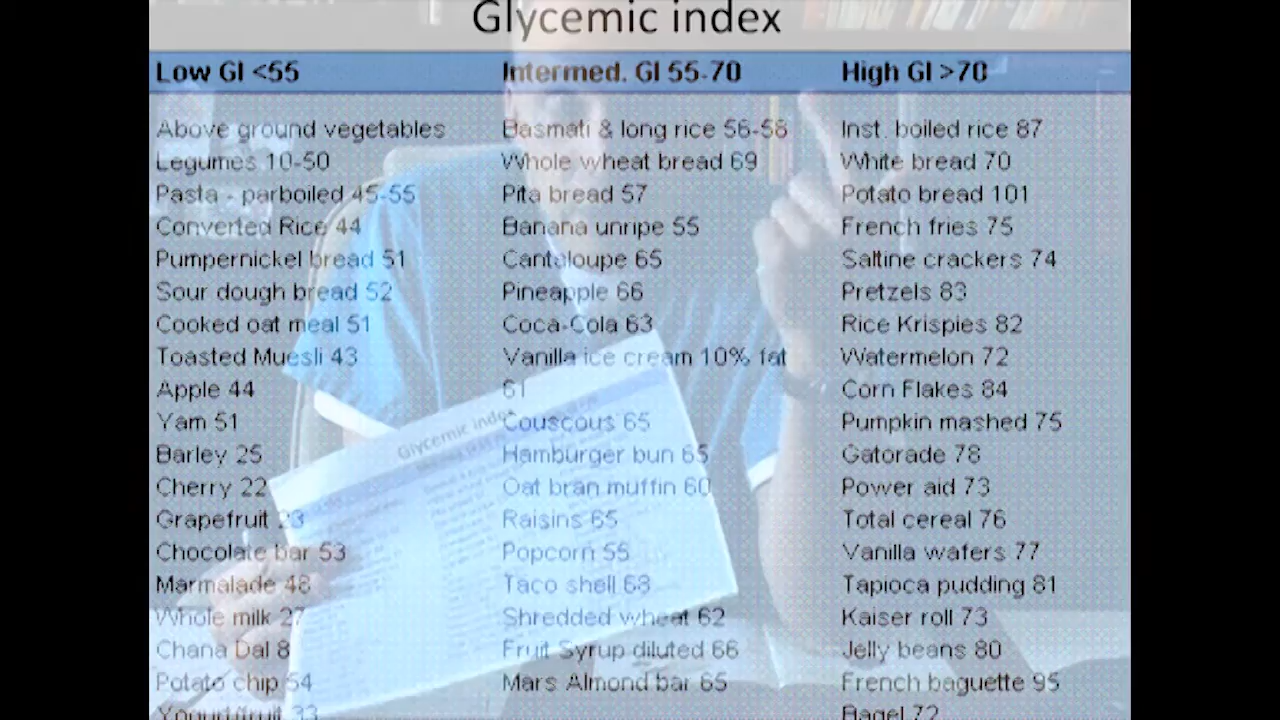 Glycemic index
Low GI <55
Above ground vegetables
Legumes 10-50
Pasta - parboiled 45-55
Converted Rice 44
Pumpernickel bread 51
Sour dough bread 52
Cooked oat meal 51
Toasted Muesli 43
Apple 44
Yam 51
Barley 25
Cherry 22
Grapefruit 23
Chocolate bar 53
Marmalade 48
Whole milk 27
Chana Dal 8
Potato chip 54
Yogurt/fruit 33
Intermed. GI 55-70
Basmati & long rice 56-58
Whole wheat bread 69
Pita bread 57
Banana unripe 55
Cantaloupe 65
Pineapple 66
Coca-Cola 63
Vanilla ice cream 10% fat
61
Couscous 65
Hamburger bun 65
Oat bran muffin 60
Raisins 65
Popcorn 55
Taco shell 68
Shredded wheat 62
Fruit Syrup diluted 66
Mars Almond bar 65
High GI >70
Inst. boiled rice 87
White bread 70
Potato bread 101
French fries 75
Saltine crackers 74
Pretzels 83
Rice Krispies 82
Watermelon 72
Corn Flakes 84
Pumpkin mashed 75
Gatorade 78
Power aid 73
Total cereal 76
Vanilla wafers 77
Tapioca pudding 81
Kaiser roll 73
Jelly beans 80
French baguette 95
Bagel 72
Glycemic index